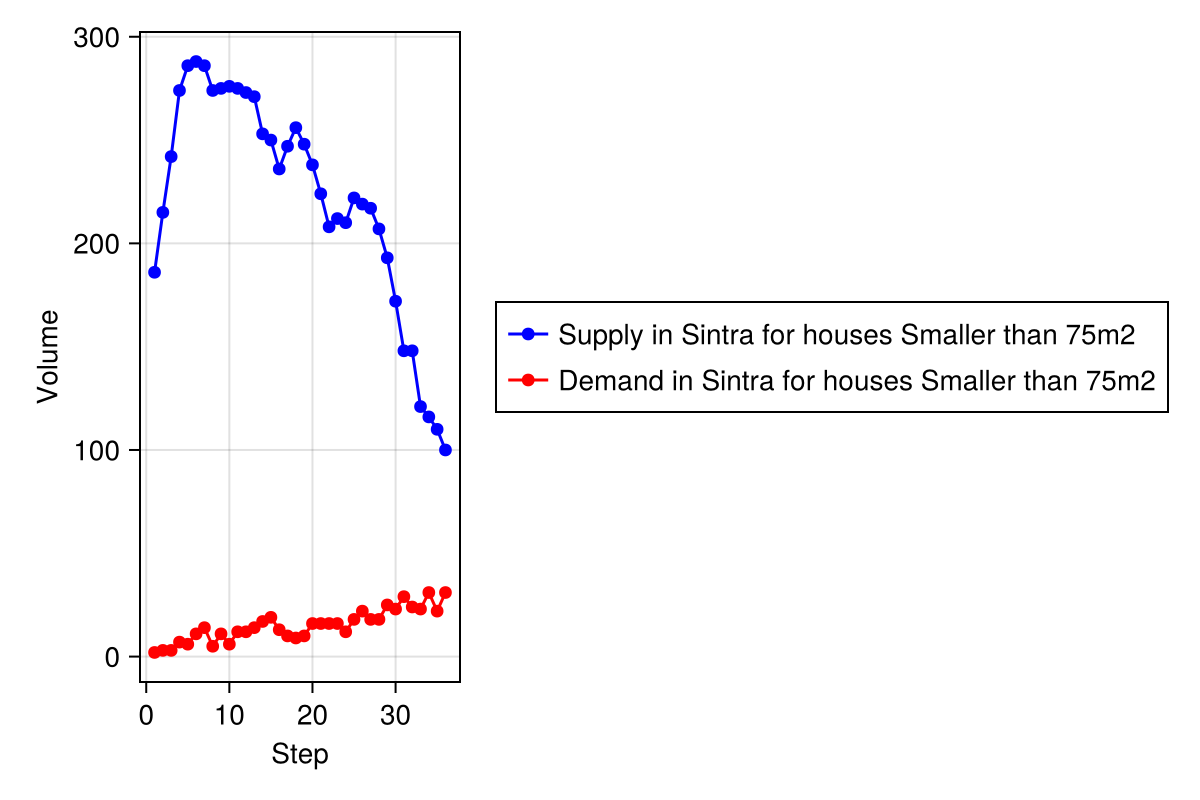 300
200
100
0
Volume
0 10 20 30
Step
Supply in Sintra for houses Smaller than 75m2
Demand in Sintra for houses Smaller than 75m2